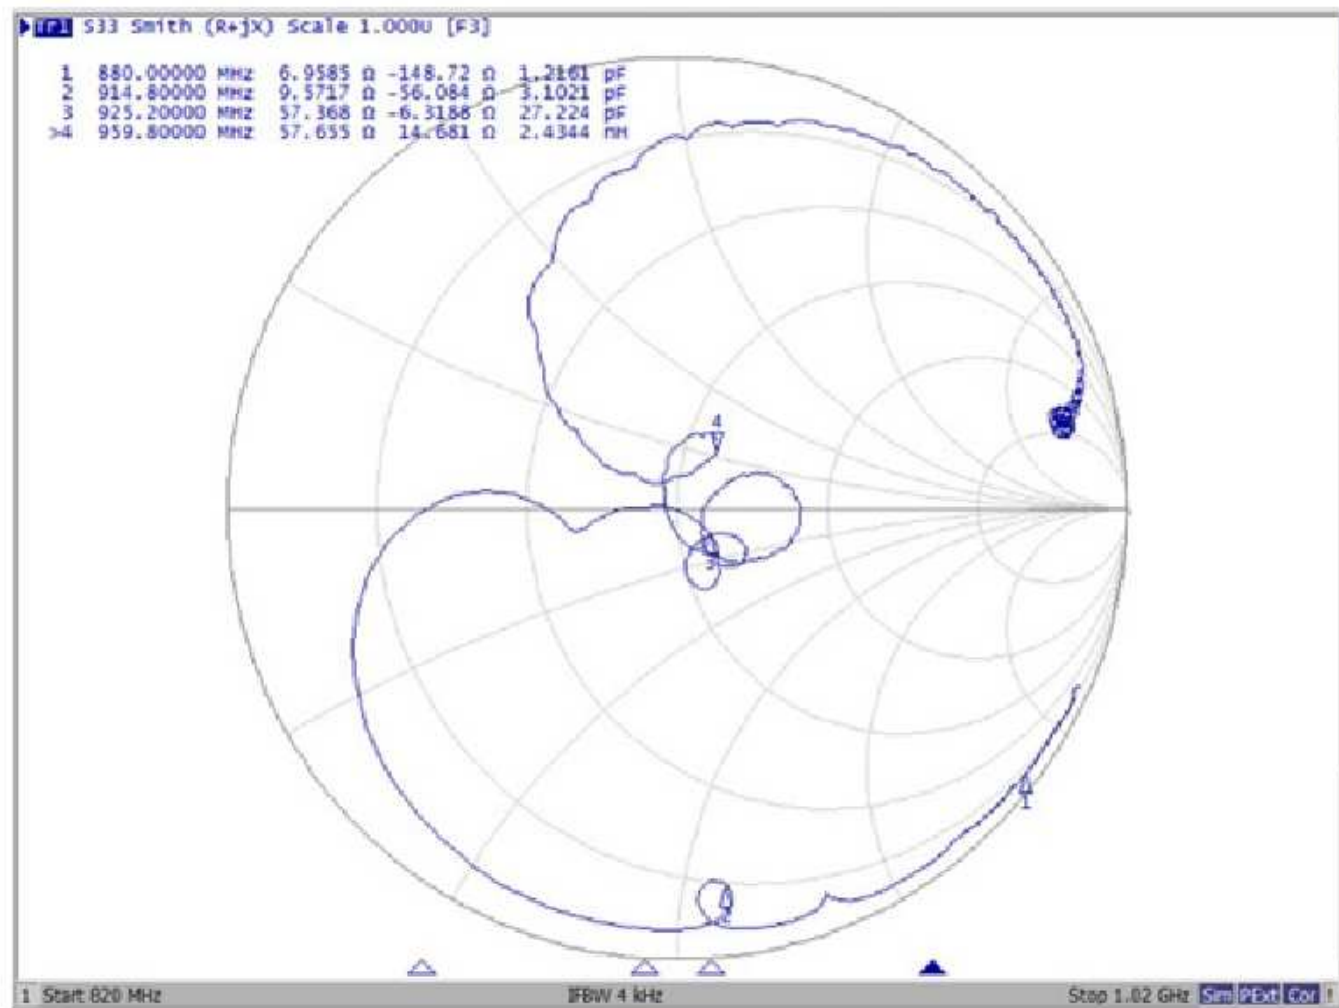 Tr1 S33 Smith (R+jX) Scale 1.000U [F3]
1 880.00000 MHz 6.9585 Ω -148.72 Ω 1.2161 pF
2 914.80000 MHz 9.5717 Ω -56.084 Ω 3.1021 pF
3 925.20000 MHz 57.368 Ω -6.3188 Ω 27.224 pF
>4 959.80000 MHz 57.655 Ω 14.681 Ω 2.4344 nH
4
3
1
2
1 Start 820 MHz IFBW 4 kHz Stop 1.02 GHz Sim PExt Cor !